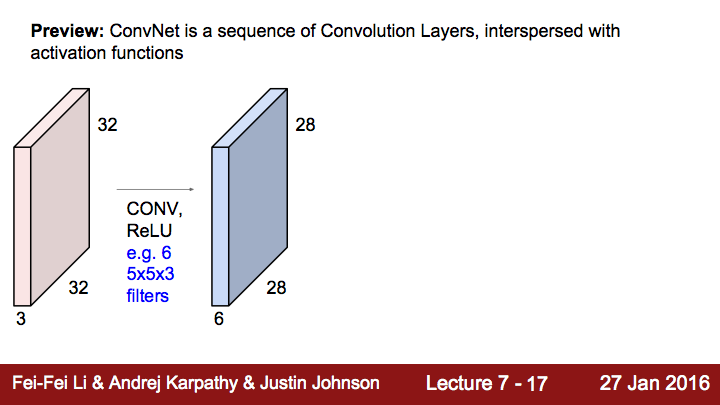 Preview: ConvNet is a sequence of Convolution Layers, interspersed with
activation functions
32
28
CONV,
ReLU
e.g. 6
5x5x3
filters
32
28
3
6
Fei-Fei Li & Andrej Karpathy & Justin Johnson
Lecture 7 - 17
27 Jan 2016